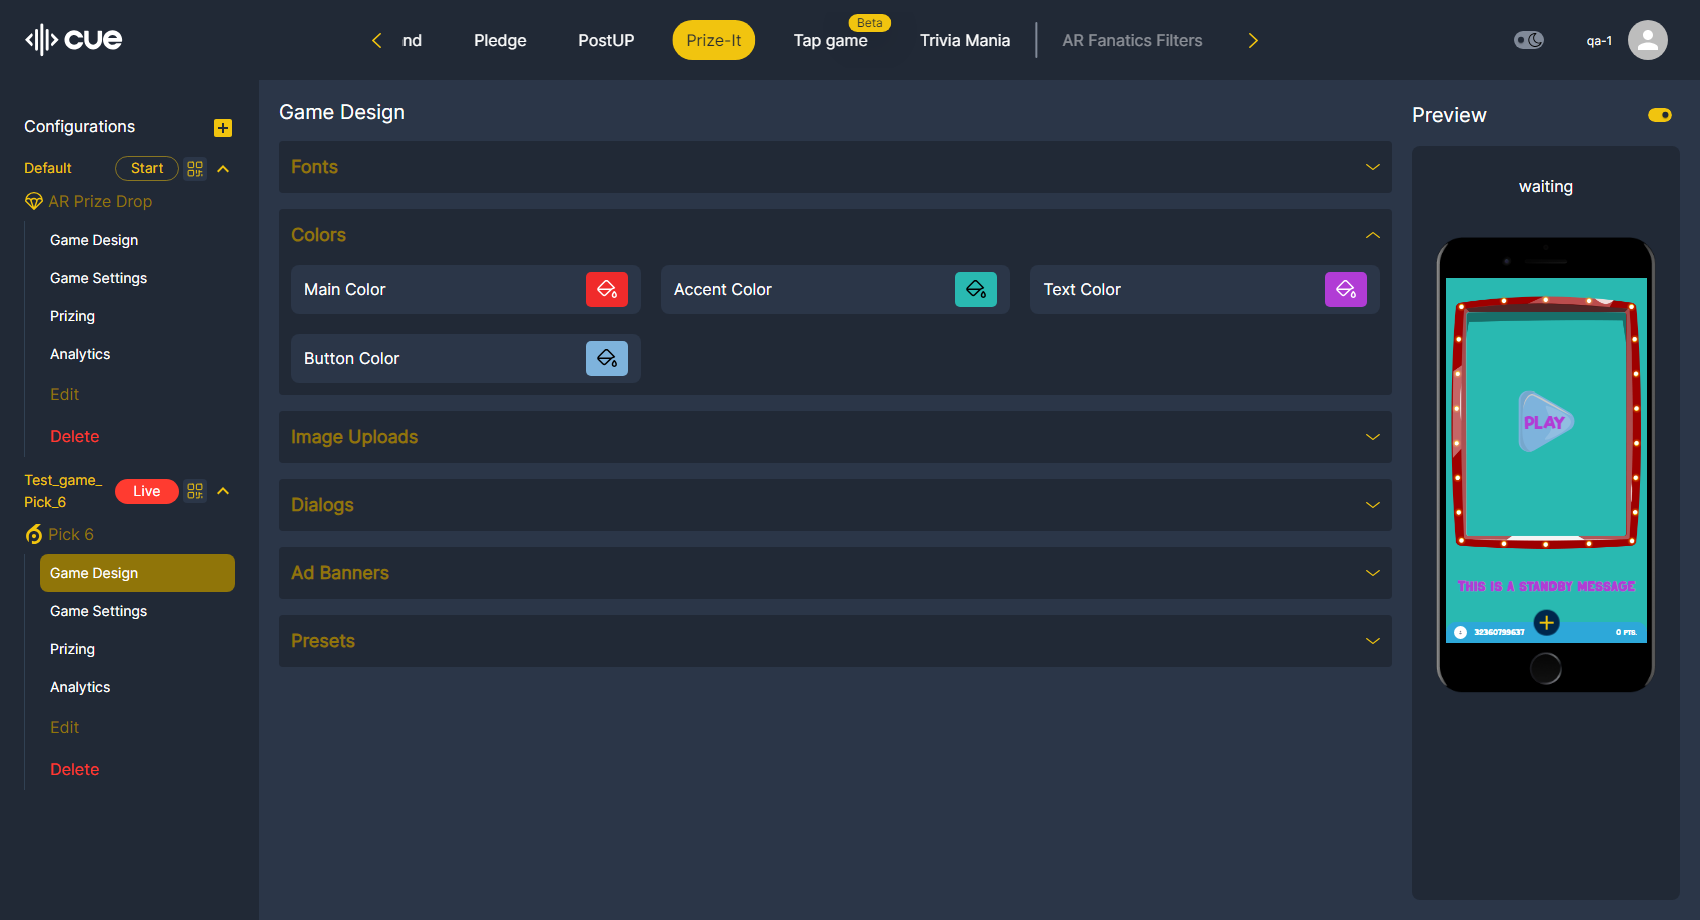 cue
nd
Pledge
PostUP
Prize-It
Beta
Tap game
Trivia Mania
AR Fanatics Filters
qa-1
Configurations
Default
Start
AR Prize Drop
Game Design
Game Settings
Prizing
Analytics
Edit
Delete
Test_game_
Pick_6
Live
Pick 6
Game Design
Game Settings
Prizing
Analytics
Edit
Delete
Game Design
Fonts
Colors
Main Color
Accent Color
Text Color
Button Color
Image Uploads
Dialogs
Ad Banners
Presets
Preview
waiting
PLAY
THIS IS A STANDBY MESSAGE
32360799637
0 PTS.